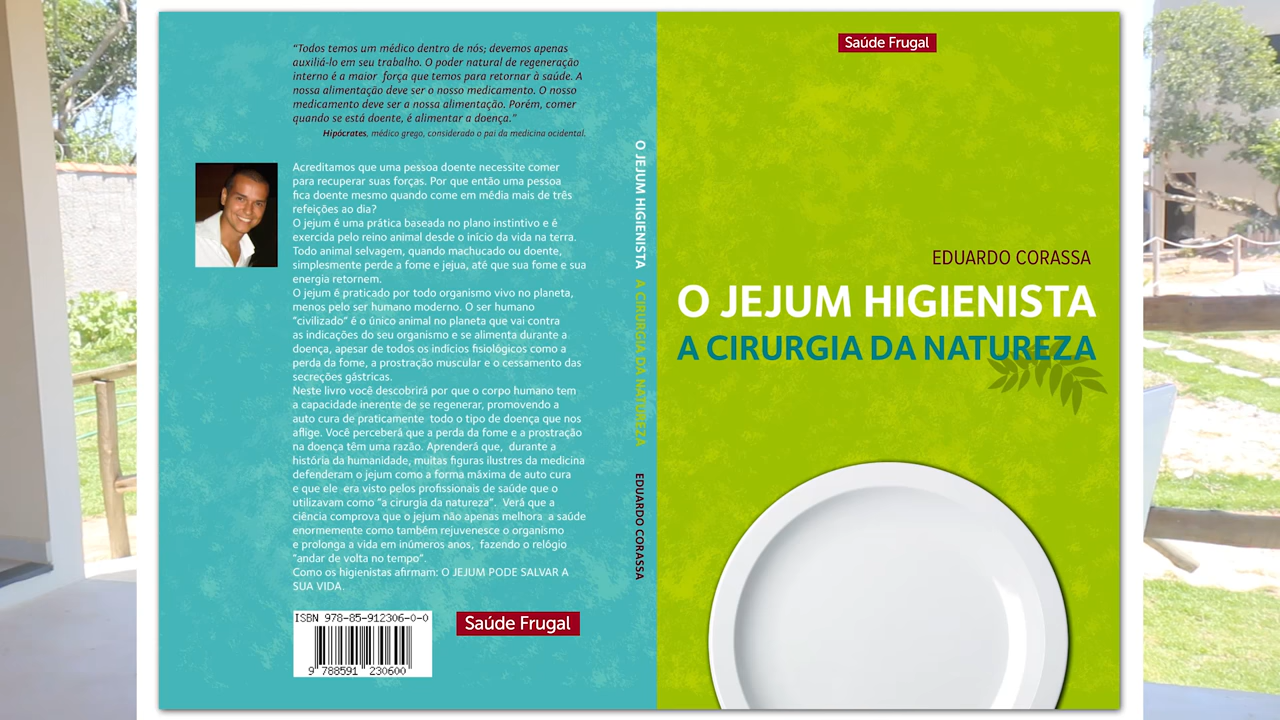 "Todos temos um médico dentro de nós; devemos apenas
auxiliá-lo em seu trabalho. O poder natural de regeneração
interno é a maior força que temos para retornar à saúde. A
nossa alimentação deve ser o nosso medicamento. O nosso
medicamento deve ser a nossa alimentação. Porém, comer
quando se está doente, é alimentar a doença."
Hipócrates, médico grego, considerado o pai da medicina ocidental.
Acreditamos que uma pessoa doente necessite comer
para recuperar suas forças. Por que então uma pessoa
fica doente mesmo quando come em média mais de três
refeições ao dia?
O jejum é uma prática baseada no plano instintivo e é
exercida pelo reino animal desde o início da vida na terra.
Todo animal selvagem, quando machucado ou doente,
simplesmente perde a fome e jejua, até que sua fome e sua
energia retornem.
O jejum é praticado por todo organismo vivo no planeta,
menos pelo ser humano moderno. O ser humano
"civilizado" é o único animal no planeta que vai contra
as indicações do seu organismo e se alimenta durante a
doença, apesar de todos os indícios fisiológicos como a
perda da fome, a prostração muscular e o cessamento das
secreções gástricas.
Neste livro você descobrirá por que o corpo humano tem
a capacidade inerente de se regenerar, promovendo a
auto cura de praticamente todo o tipo de doença que nos
aflige. Você perceberá que a perda da fome e a prostração
na doença têm uma razão. Aprenderá que, durante a
história da humanidade, muitas figuras ilustres da medicina
defenderam o jejum como a forma máxima de auto cura
e que ele era visto pelos profissionais de saúde que o
utilizavam como "a cirurgia da natureza". Verá que a
ciência comprova que o jejum não apenas melhora a saúde
enormemente como também rejuvenesce o organismo
e prolonga a vida em inúmeros anos, fazendo o relógio
"andar de volta no tempo".
Como os higienistas afirmam: O JEJUM PODE SALVAR A
SUA VIDA.
ISBN 978-85-912306-0-0
9 788591 230600
Saúde Frugal
O JEJUM HIGIENISTA A CIRURGIA DA NATUREZA EDUARDO CORASSA
Saúde Frugal
EDUARDO CORASSA
O JEJUM HIGIENISTA
A CIRURGIA DA NATUREZA